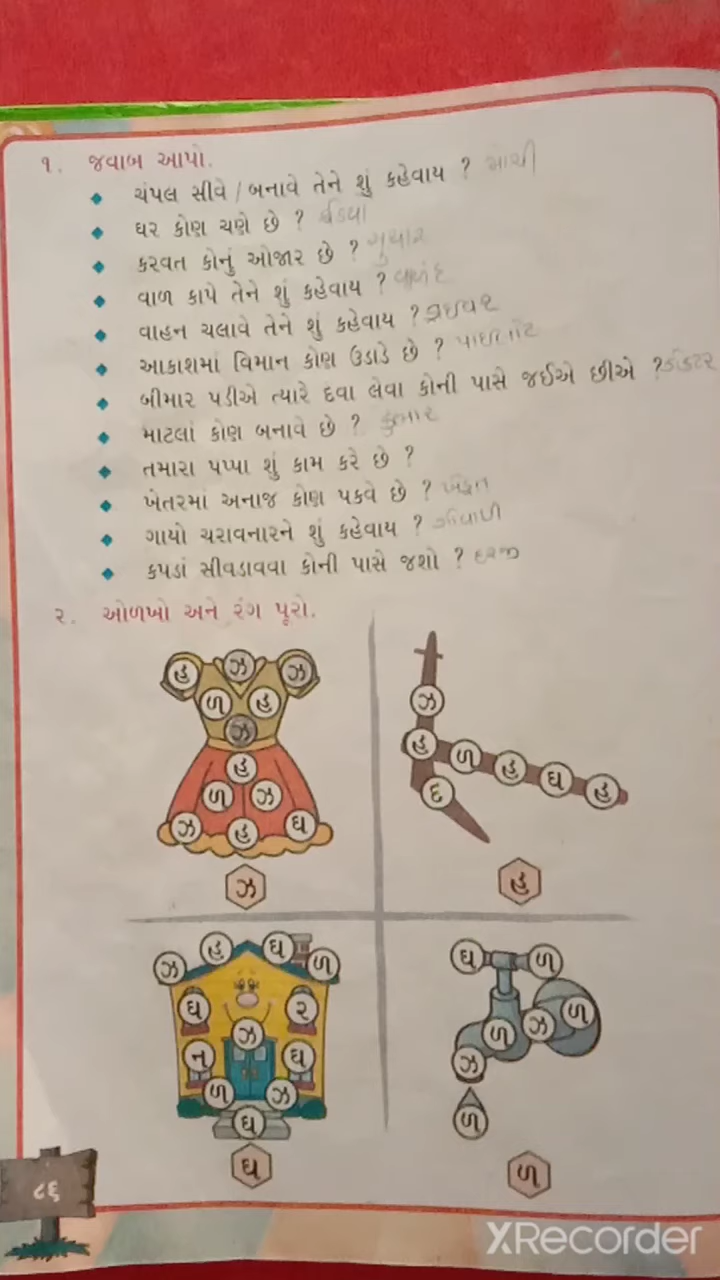 ૧. જવાબ આપો.
ચંપલ સીવે / બનાવે તેને શું કહેવાય ? મોચી
ઘર કોણ ચણે છે ? કડીયો
કરવત કોનું ઓજાર છે ? સુથાર
વાળ કાપે તેને શું કહેવાય ? વાળંદ
વાહન ચલાવે તેને શું કહેવાય ? ડ્રાઇવર
આકાશમાં વિમાન કોણ ઉડાડે છે ? પાઇલોટ
બીમાર પડીએ ત્યારે દવા લેવા કોની પાસે જઈએ છીએ ? ડૉક્ટર
માટલાં કોણ બનાવે છે ? કુંભાર
તમારા પપ્પા શું કામ કરે છે ?
ખેતરમાં અનાજ કોણ પકવે છે ? ખેડૂત
ગાયો ચરાવનારને શું કહેવાય ? ગોવાળ
કપડાં સીવડાવવા કોની પાસે જશો ? દરજી
૨. ઓળખો અને રંગ પૂરો.
હ ઝ ઝ
ળ હ
ઝ
હ
ળ ઝ
ઝ હ ઘ
ઝ
ઝ
હ ળ હ ઘ હ
દ
હ
ઝ હ ઘ ળ
ઘ ર
ઝ
ન ઘ
ળ ઝ
ઘ
ઘ
ઘ ળ
ળ ઝ ળ
ઝ
ળ
ળ
૮૬
XRecorder